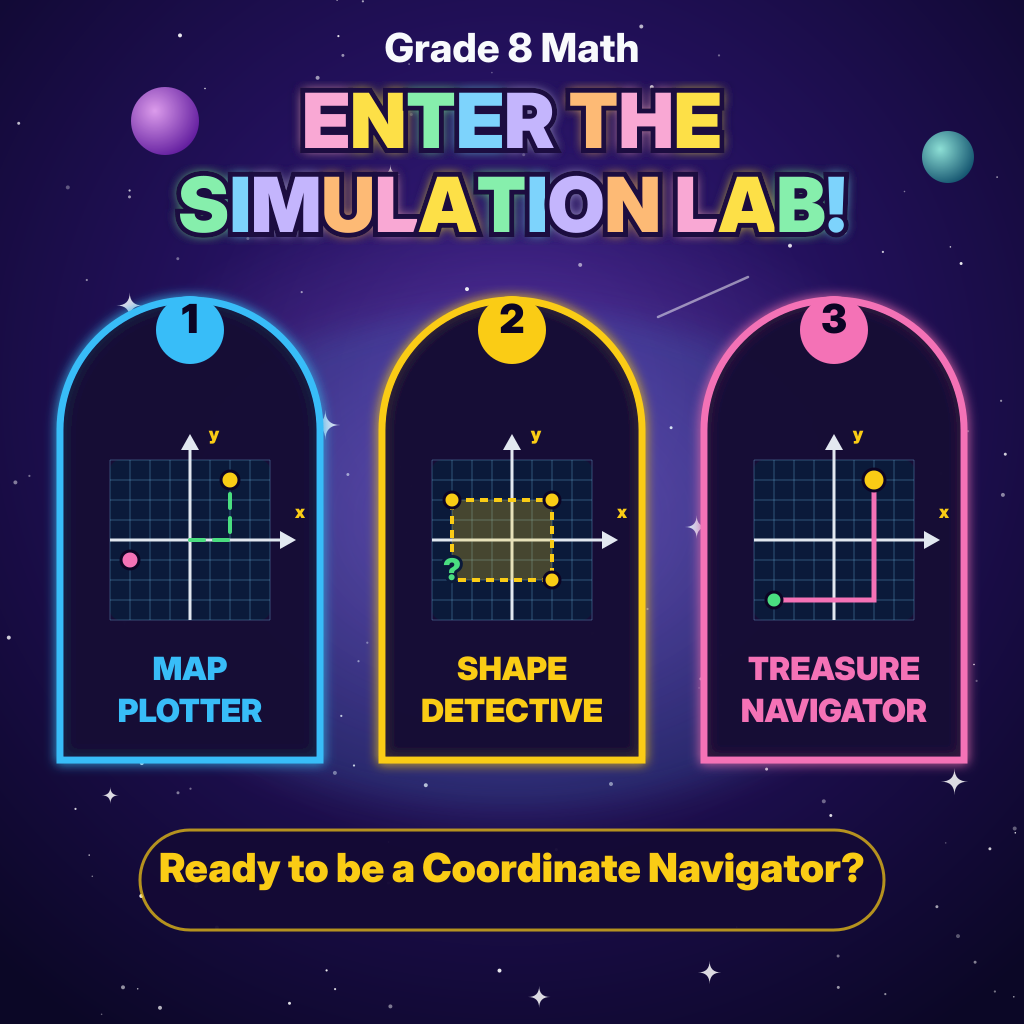 Grade 8 Math
ENTER THE
SIMULATION LAB!
1
2
3
y
x
y
x
?
y
x
MAP
PLOTTER
SHAPE
DETECTIVE
TREASURE
NAVIGATOR
Ready to be a Coordinate Navigator?